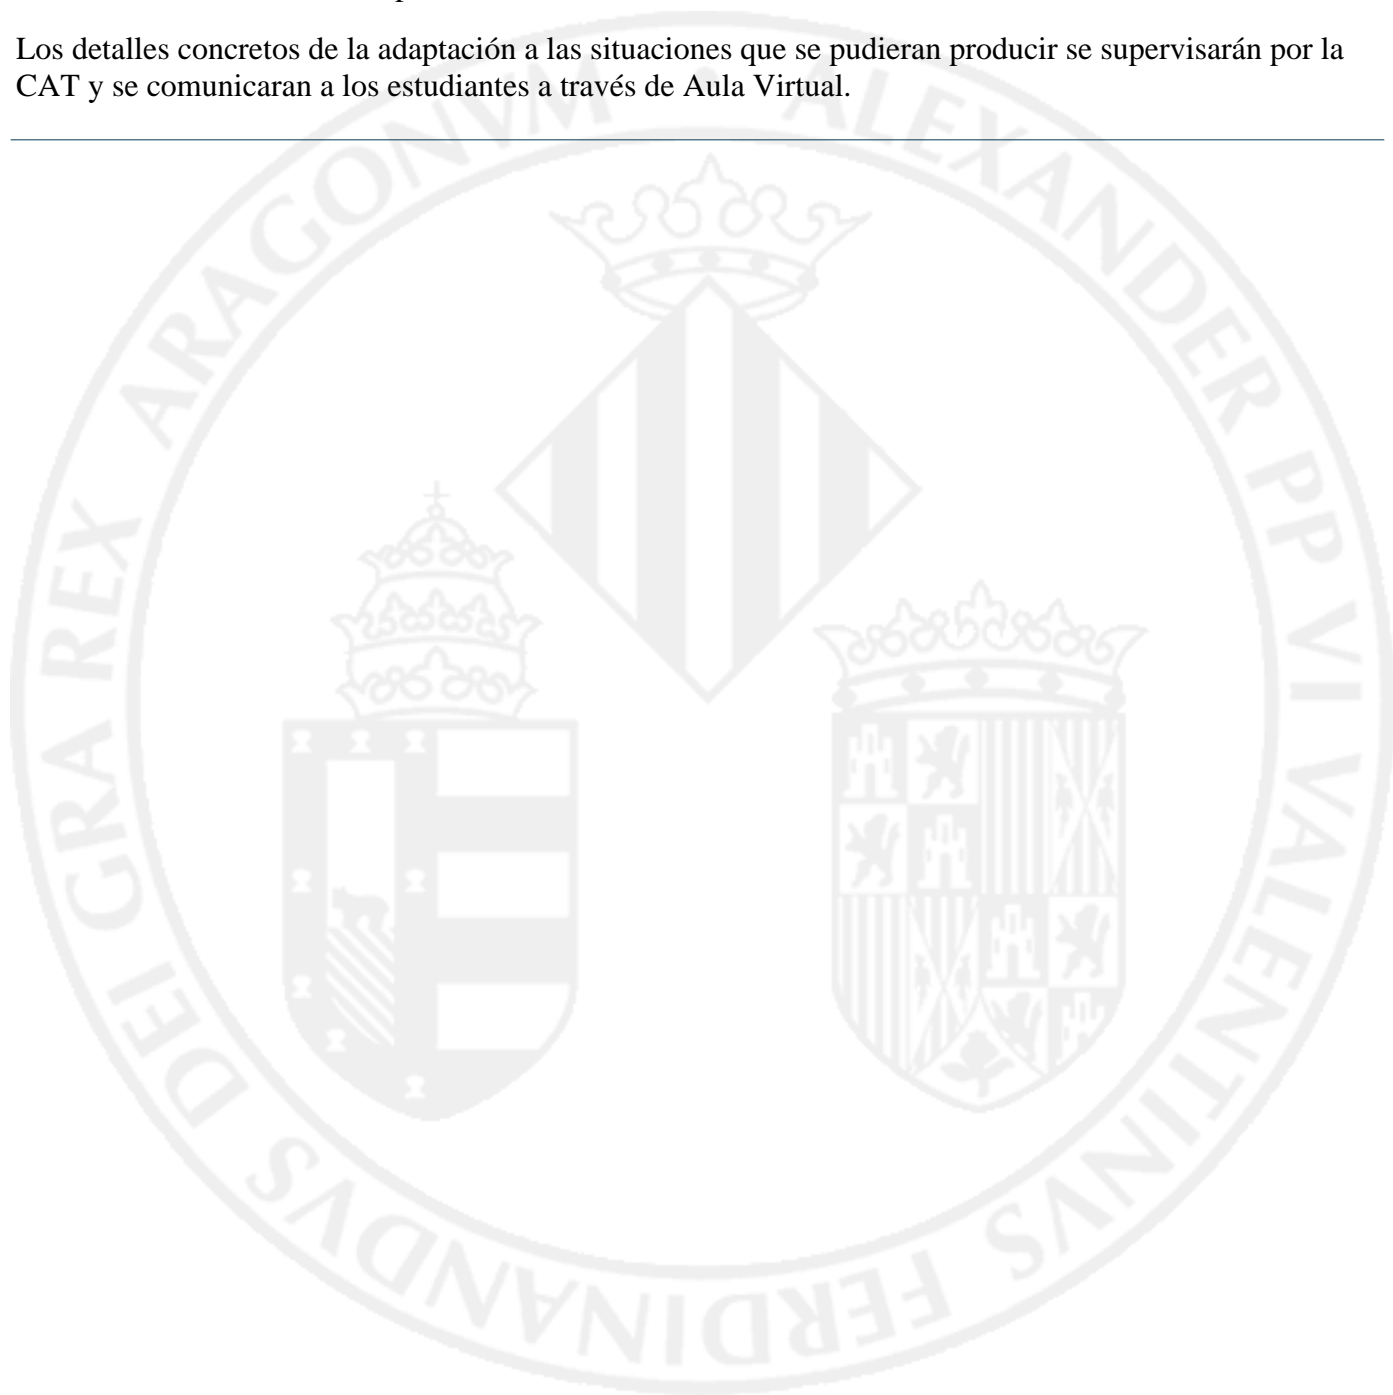 Los detalles concretos de la adaptación a las situaciones que se pudieran producir se supervisarán por la
CAT y se comunicaran a los estudiantes a través de Aula Virtual.
ALEXANDER PP VI VALENTINVS FERDINANDVS DEI GRA REX ARAGONVM